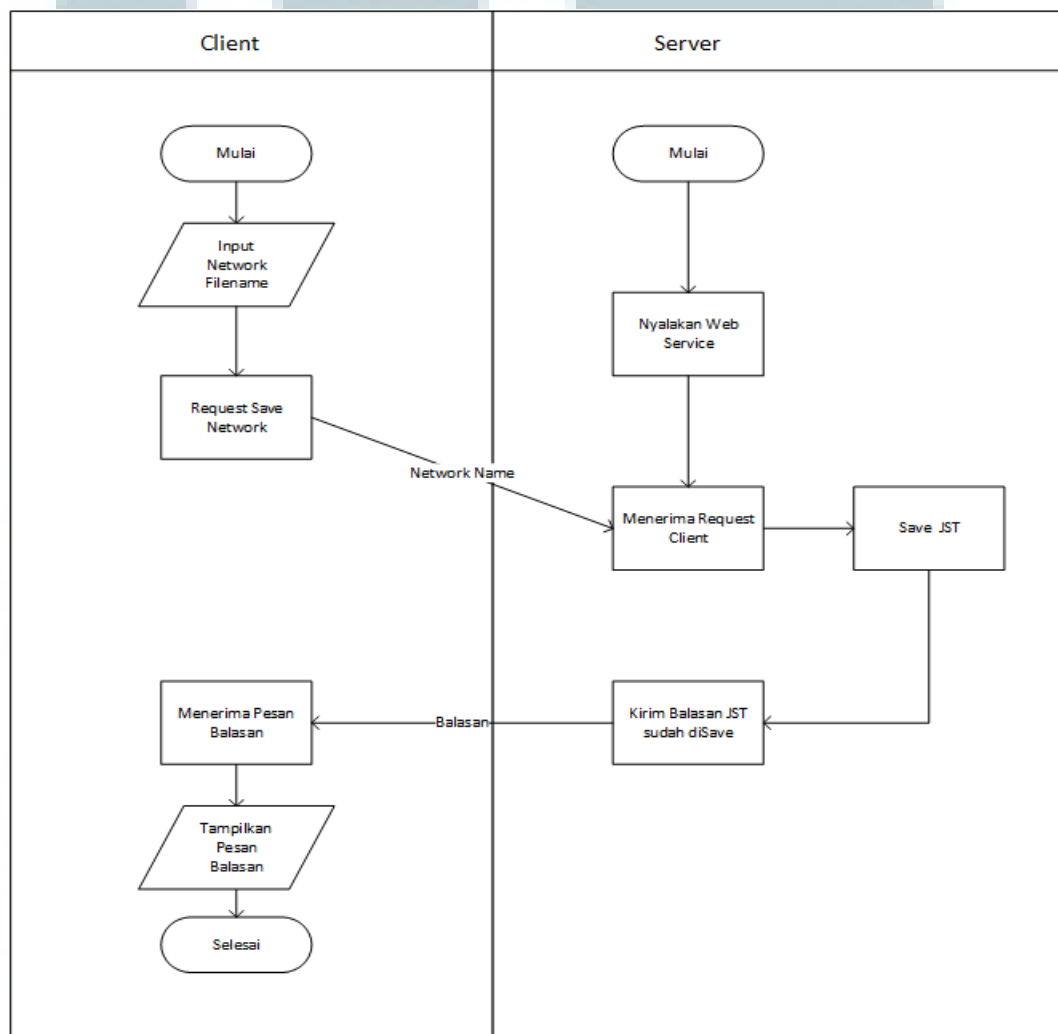 Client
Server
Mulai
Mulai
Input
Network
Filename
Nyalakan Web
Service
Request Save
Network
Network Name
Menerima Request
Client
Save JST
Menerima Pesan
Balasan
Balasan
Kirim Balasan JST
sudah diSave
Tampilkan
Pesan
Balasan
Selesai